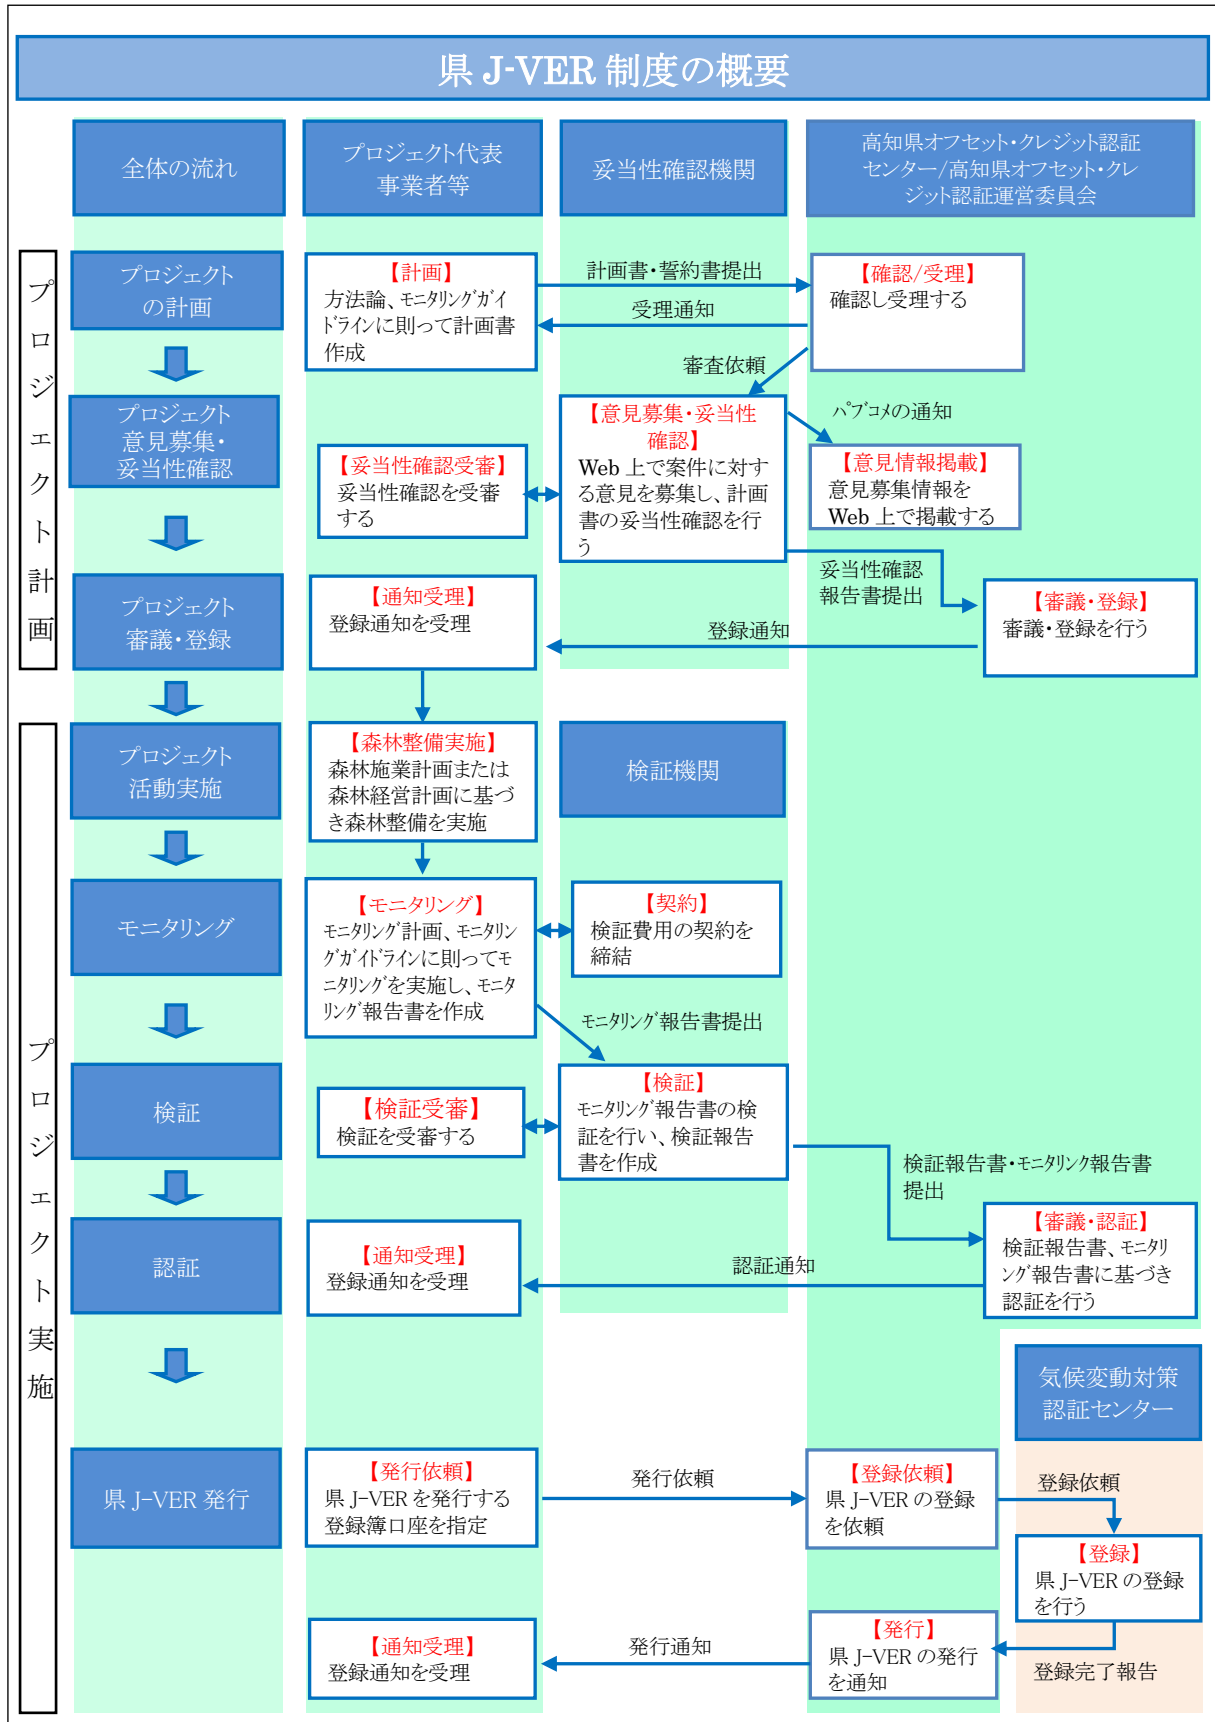 県 J-VER 制度の概要
全体の流れ
プロジェクト代表
事業者等
妥当性確認機関
高知県オフセット・クレジット認証
センター/高知県オフセット・クレ
ジット認証運営委員会
プロジェクト計画
プロジェクト
の計画
【計画】
方法論、モニタリングガイ
ドラインに則って計画書
作成
計画書・誓約書提出
受理通知
【確認/受理】
確認し受理する
審査依頼
プロジェクト
意見募集・
妥当性確認
【妥当性確認受審】
妥当性確認を受審
する
【意見募集・妥当性
確認】
Web 上で案件に対す
る意見を募集し、計画
書の妥当性確認を行
う
パブコメの通知
【意見情報掲載】
意見募集情報を
Web 上で掲載する
妥当性確認
報告書提出
プロジェクト
審議・登録
【通知受理】
登録通知を受理
登録通知
【審議・登録】
審議・登録を行う
プロジェクト実施
プロジェクト
活動実施
【森林整備実施】
森林施業計画または
森林経営計画に基づ
き森林整備を実施
検証機関
モニタリング
【モニタリング】
モニタリング計画、モニタリン
グガイドラインに則ってモ
ニタリングを実施し、モニタ
リング報告書を作成
【契約】
検証費用の契約を
締結
モニタリング報告書提出
検証
【検証受審】
検証を受審する
【検証】
モニタリング報告書の検
証を行い、検証報告
書を作成
検証報告書・モニタリンク報告書
提出
認証
【通知受理】
登録通知を受理
認証通知
【審議・認証】
検証報告書、モニタリ
ング報告書に基づき
認証を行う
気候変動対策
認証センター
県 J-VER 発行
【発行依頼】
県 J-VER を発行する
登録簿口座を指定
発行依頼
【登録依頼】
県 J-VER の登録
を依頼
登録依頼
【登録】
県 J-VER の登録
を行う
【通知受理】
登録通知を受理
発行通知
【発行】
県 J-VER の発行
を通知
登録完了報告